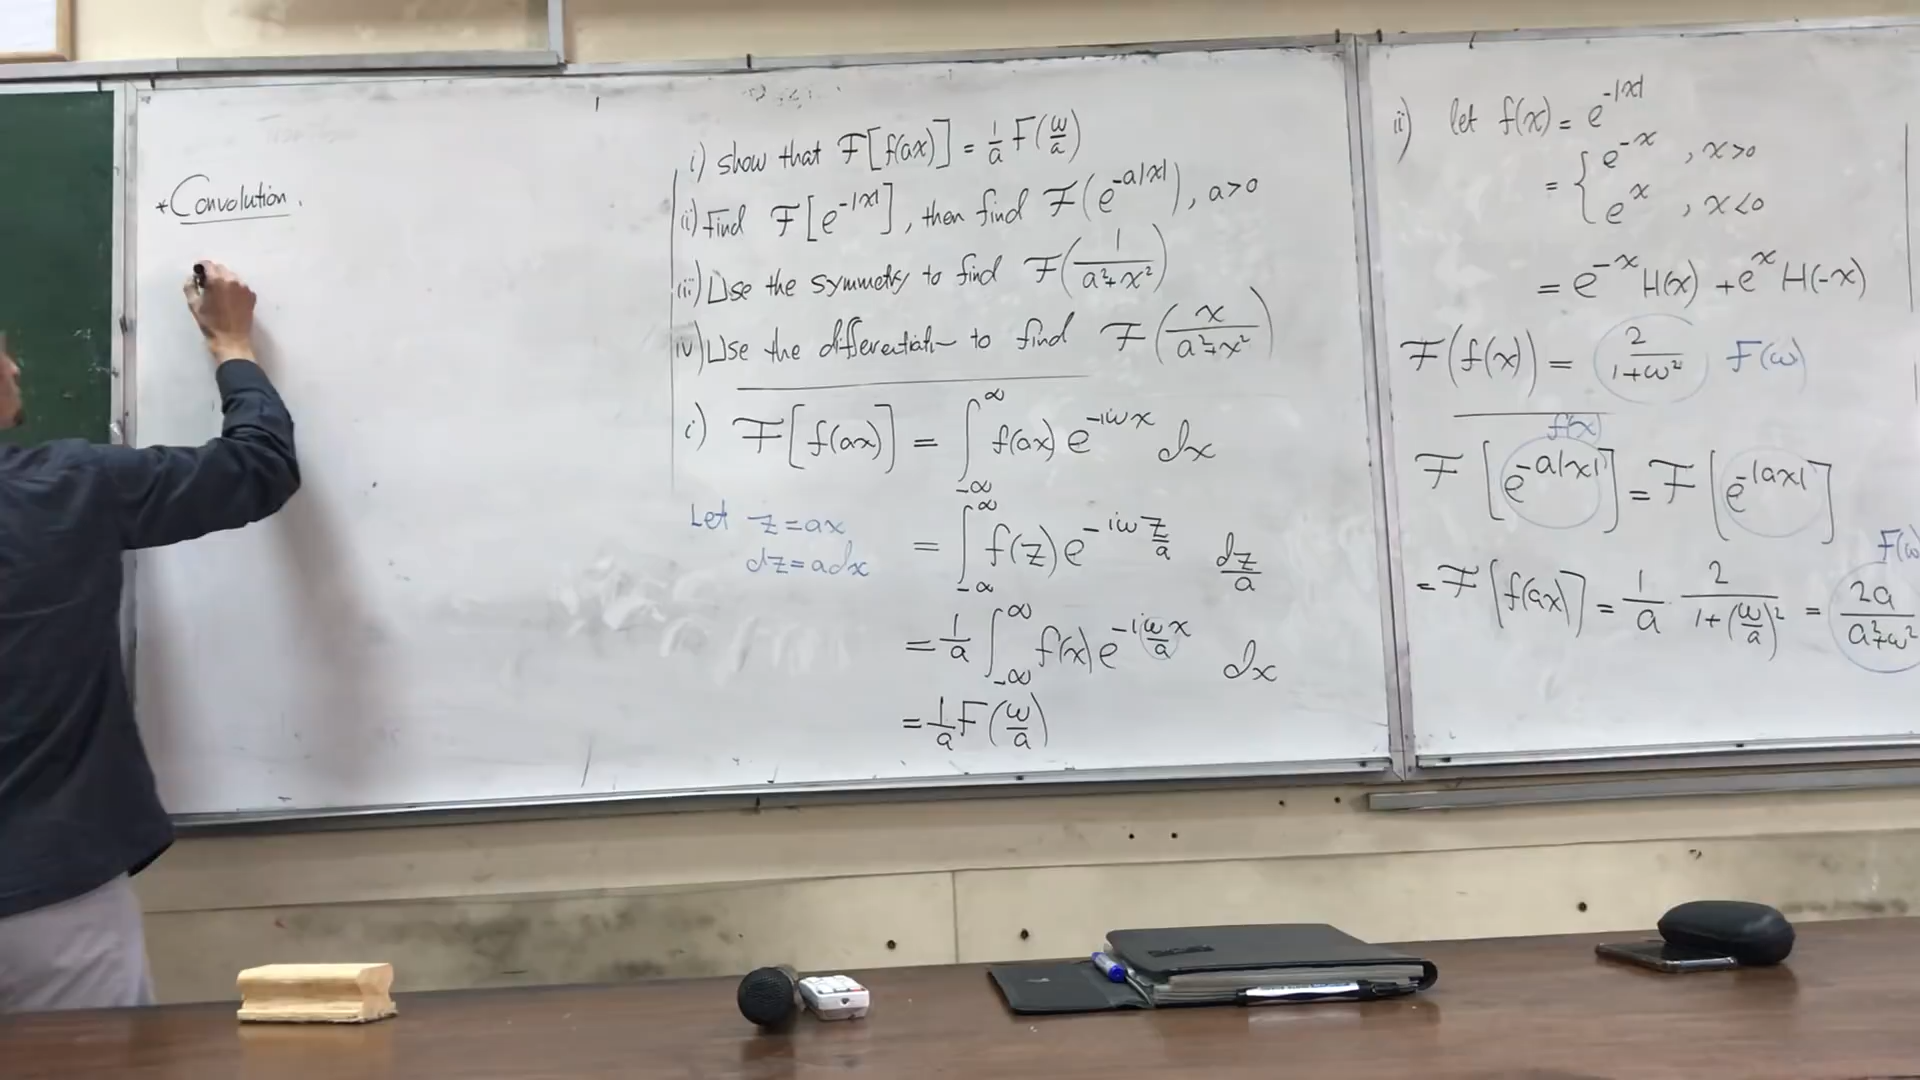 * Convolution.
i) show that F[f(ax)] = 1/a F(ω/a)
ii) Find F[e^{-|x|}], then find F(e^{-a|x|}), a>0
iii) Use the symmetry to find F(1/(a²+x²))
iv) Use the differentiation to find F(x/(a²+x²))
i) F[f(ax)] = ∫_{-∞}^{∞} f(ax) e^{-iωx} dx
Let z = ax
dz = adx
= ∫_{-∞}^{∞} f(z) e^{-iω z/a} dz/a
= 1/a ∫_{-∞}^{∞} f(x) e^{-i ω/a x} dx
= 1/a F(ω/a)
ii) let f(x) = e^{-|x|}
= { e^{-x} , x>0
e^{x} , x<0
= e^{-x} H(x) + e^{x} H(-x)
F(f(x)) = 2/(1+ω²) F(ω)
f(x)
F[e^{-a|x|}] = F[e^{-|ax|}]
F(ω)
= F[f(ax)] = 1/a · 2/(1+(ω/a)²) = 2a/(a²+ω²)